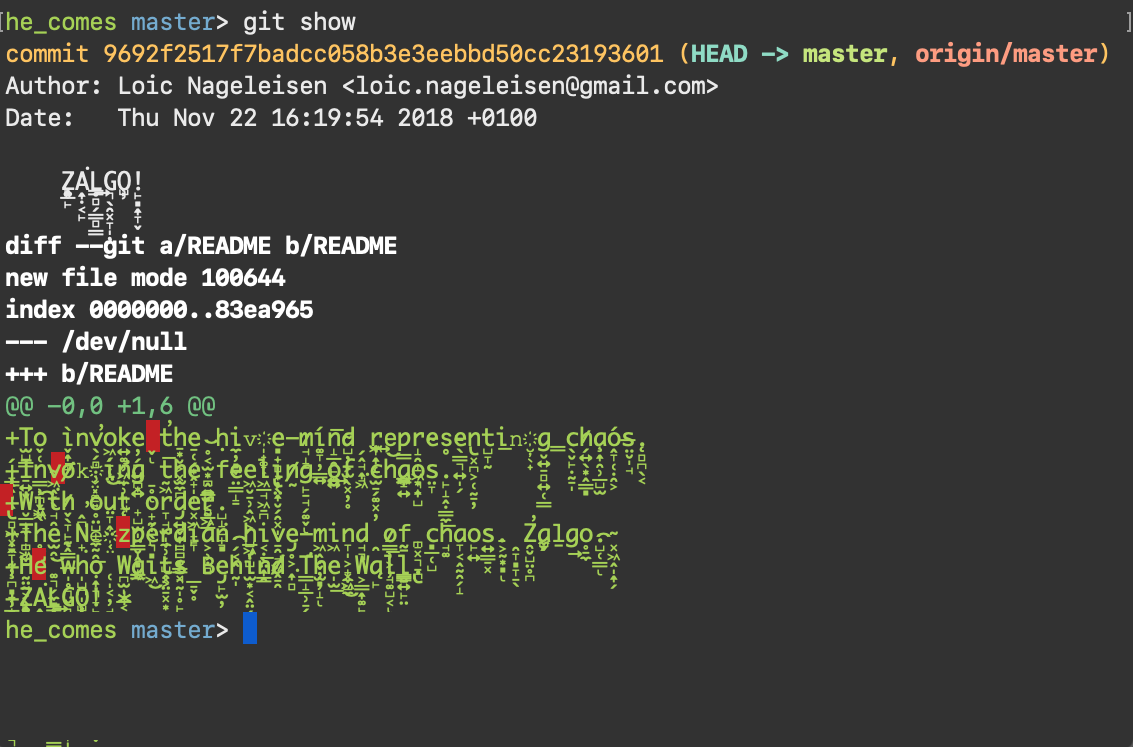 he_comes master> git show
commit 9692f2517f7badcc058b3e3eebbd50cc23193601 (HEAD -> master, origin/master)
Author: Loic Nageleisen <loic.nageleisen@gmail.com>
Date:   Thu Nov 22 16:19:54 2018 +0100
ZALGO!
diff --git a/README b/README
new file mode 100644
index 0000000..83ea965
--- /dev/null
+++ b/README
@@ -0,0 +1,6 @@
+To invoke the hive-mind representing chaos.
+Invoking the feeling of chaos.
+With out order.
+The Nezperdian hive-mind of chaos. Zalgo.
+He who Waits Behind The Wall.
+ZALGO!
he_comes master>